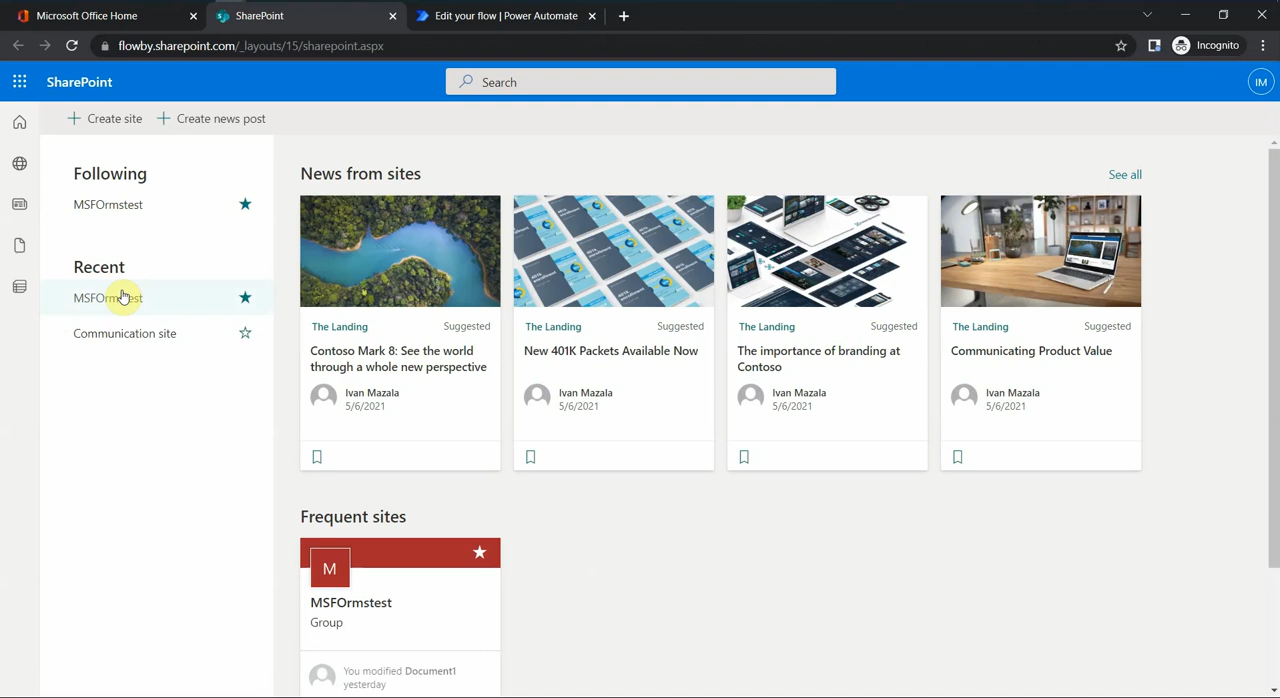 Microsoft Office Home
SharePoint
Edit your flow | Power Automate
flowby.sharepoint.com/_layouts/15/sharepoint.aspx
Incognito
SharePoint
Search
IM
Create site
Create news post
Following
MSFOrmstest
Recent
MSFOrmstest
Communication site
News from sites
See all
The Landing Suggested
Contoso Mark 8: See the world
through a whole new perspective
Ivan Mazala
5/6/2021
The Landing Suggested
New 401K Packets Available Now
Ivan Mazala
5/6/2021
The Landing Suggested
The importance of branding at
Contoso
Ivan Mazala
5/6/2021
The Landing Suggested
Communicating Product Value
Ivan Mazala
5/6/2021
Frequent sites
M
MSFOrmstest
Group
You modified Document1
yesterday